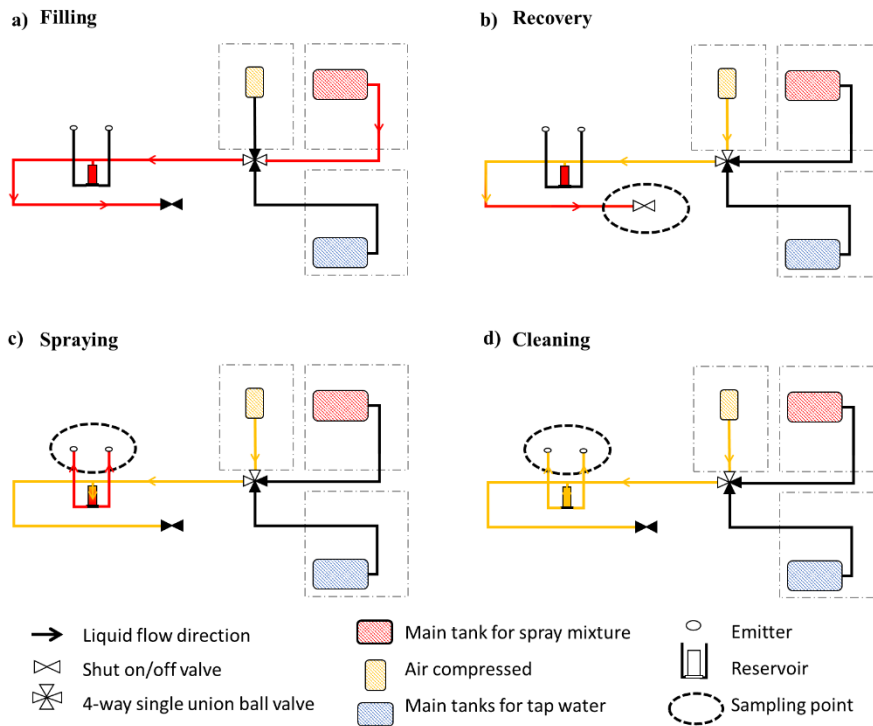 a) Filling
b) Recovery
c) Spraying
d) Cleaning
Liquid flow direction
Shut on/off valve
4-way single union ball valve
Main tank for spray mixture
Air compressed
Main tanks for tap water
Emitter
Reservoir
Sampling point